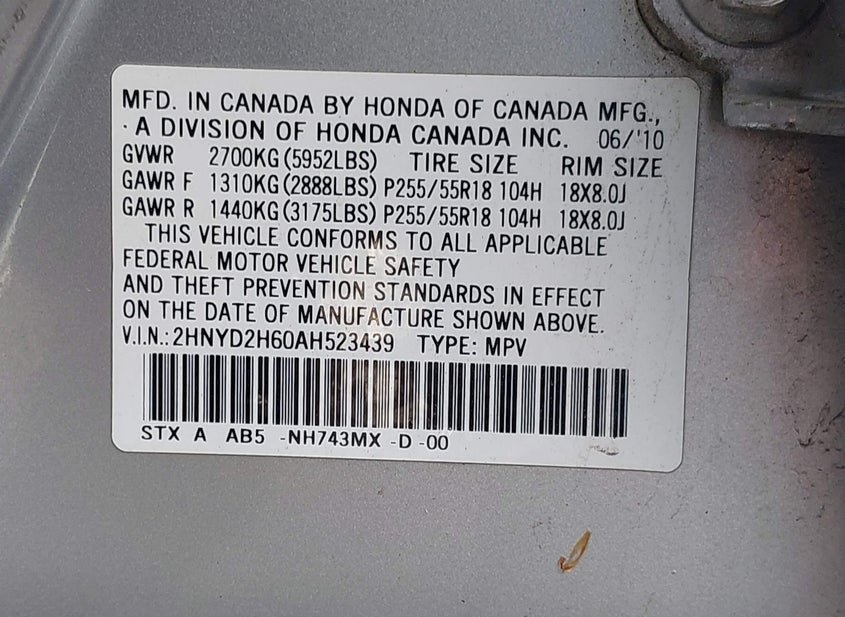 MFD. IN CANADA BY HONDA OF CANADA MFG.,
A DIVISION OF HONDA CANADA INC. 06/'10
GVWR 2700KG(5952LBS) TIRE SIZE RIM SIZE
GAWR F 1310KG(2888LBS) P255/55R18 104H 18X8.0J
GAWR R 1440KG(3175LBS) P255/55R18 104H 18X8.0J
THIS VEHICLE CONFORMS TO ALL APPLICABLE
FEDERAL MOTOR VEHICLE SAFETY
AND THEFT PREVENTION STANDARDS IN EFFECT
ON THE DATE OF MANUFACTURE SHOWN ABOVE.
V.I.N.:2HNYD2H60AH523439 TYPE: MPV
STX A AB5 -NH743MX -D -00